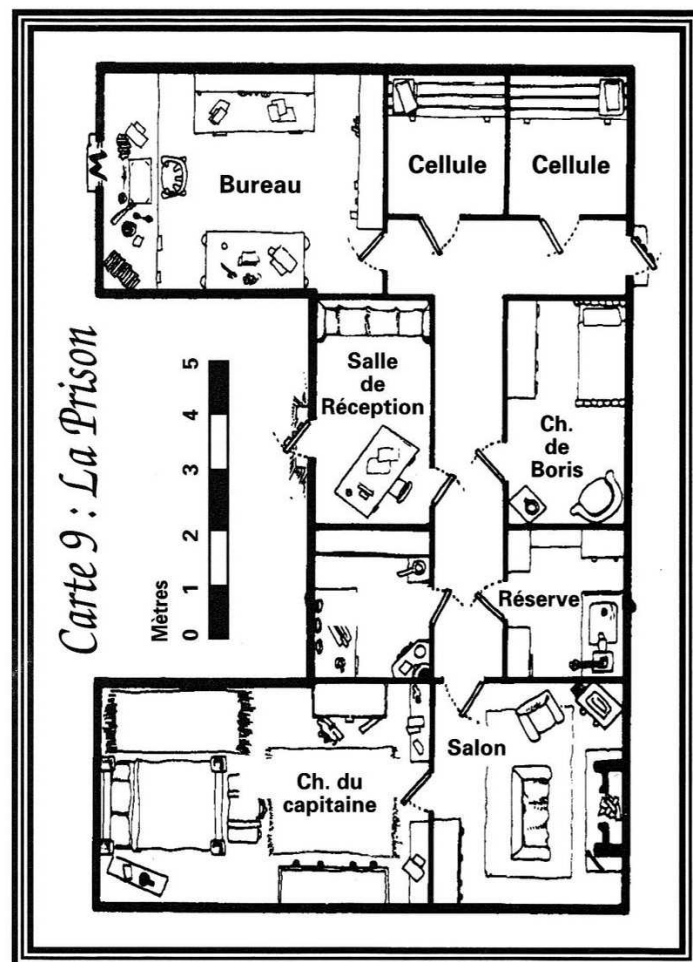 Carte 9 : La Prison
Mètres
0 1 2 3 4 5
Bureau
Cellule
Cellule
Salle
de
Réception
Ch.
de
Boris
Réserve
Ch. du
capitaine
Salon